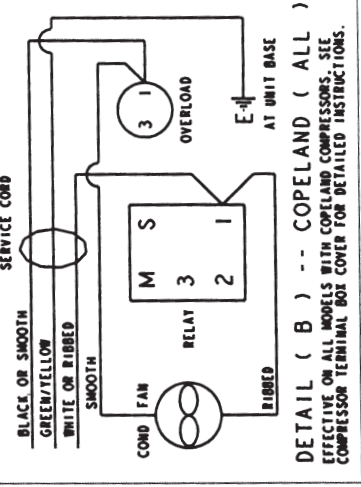 SERVICE CORD
BLACK OR SMOOTH
GREEN/YELLOW
WHITE OR RIBBED
SMOOTH
COND FAN
RIBBED
RELAY
M S
3
2 1
3 1
OVERLOAD
E
AT UNIT BASE
DETAIL ( B ) -- COPELAND ( ALL )
EFFECTIVE ON ALL MODELS WITH COPELAND COMPRESSORS, SEE
COMPRESSOR TERMINAL BOX COVER FOR DETAILED INSTRUCTIONS.